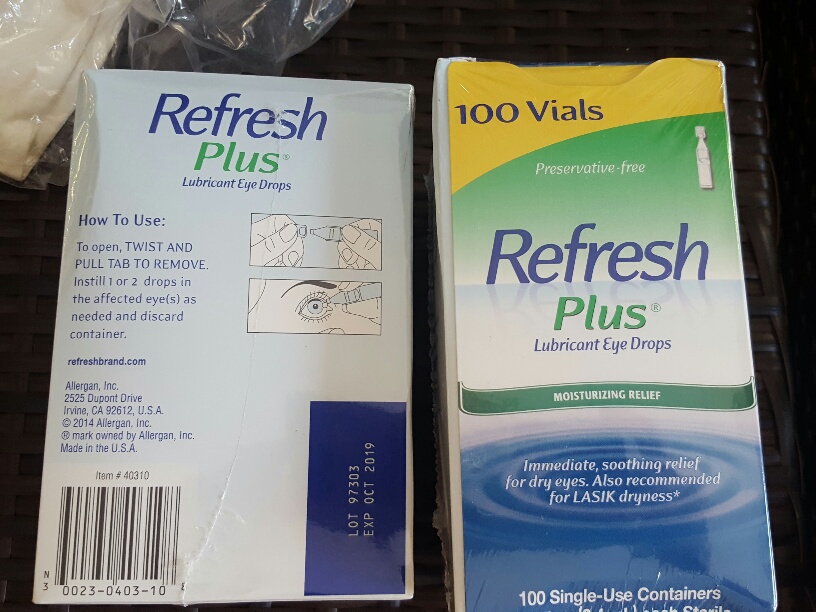 Refresh
Plus®
Lubricant Eye Drops
How To Use:
To open, TWIST AND
PULL TAB TO REMOVE.
Instill 1 or 2 drops in
the affected eye(s) as
needed and discard
container.
refreshbrand.com
Allergan, Inc.
2525 Dupont Drive
Irvine, CA 92612, U.S.A.
© 2014 Allergan, Inc.
® mark owned by Allergan, Inc.
Made in the U.S.A.
Item # 40310
N
3 0023-0403-10
LOT 97303
EXP OCT 2019
100 Vials
Preservative-free
Refresh
Plus®
Lubricant Eye Drops
MOISTURIZING RELIEF
Immediate, soothing relief
for dry eyes. Also recommended
for LASIK dryness*
100 Single-Use Containers
each Sterile